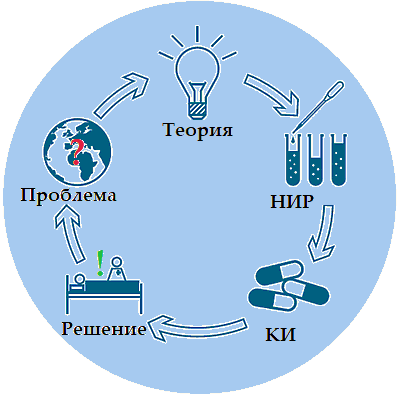 Теория
НИР
КИ
Решение
!
Проблема
?